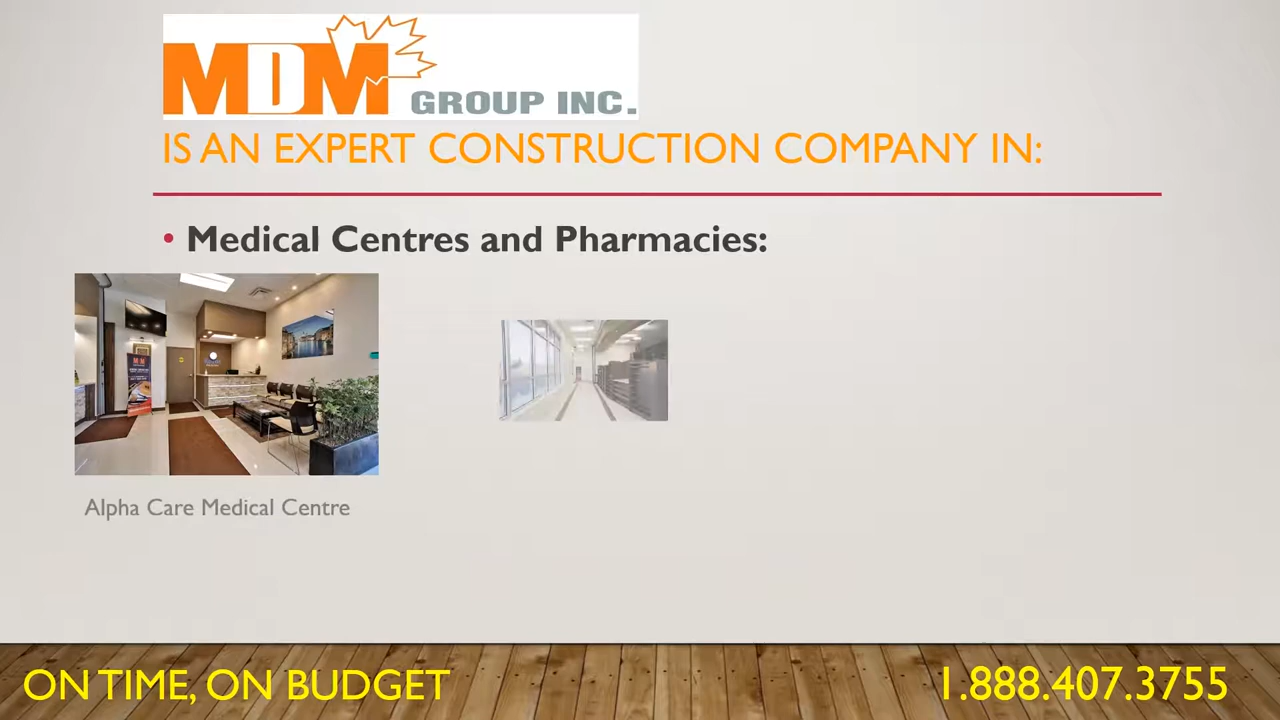 MDM GROUP INC.
IS AN EXPERT CONSTRUCTION COMPANY IN:
• Medical Centres and Pharmacies:
Alpha Care Medical Centre
ON TIME, ON BUDGET
1.888.407.3755